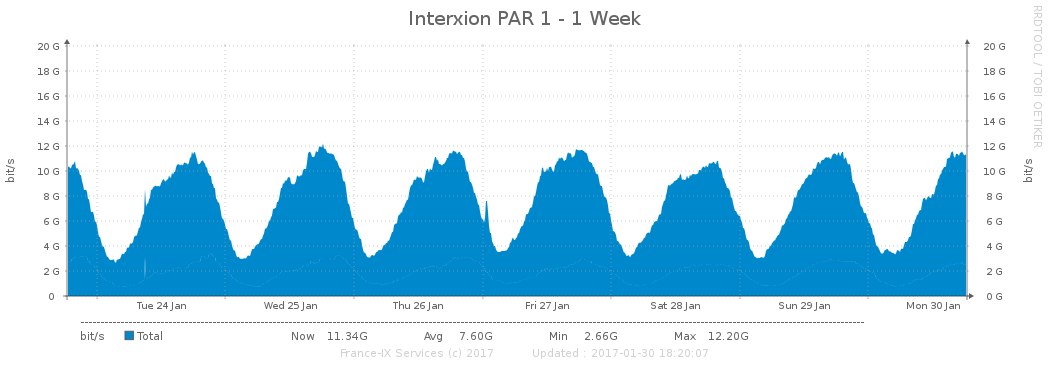 Interxion PAR 1 - 1 Week
RRDTOOL / TOBI OETIKER
bit/s
bit/s
20 G 20 G
18 G 18 G
16 G 16 G
14 G 14 G
12 G 12 G
10 G 10 G
8 G 8 G
6 G 6 G
4 G 4 G
2 G 2 G
0 0 G
Tue 24 Jan Wed 25 Jan Thu 26 Jan Fri 27 Jan Sat 28 Jan Sun 29 Jan Mon 30 Jan
bit/s Total Now 11.34G Avg 7.60G Min 2.66G Max 12.20G
France-IX Services (c) 2017 Updated : 2017-01-30 18:20:07